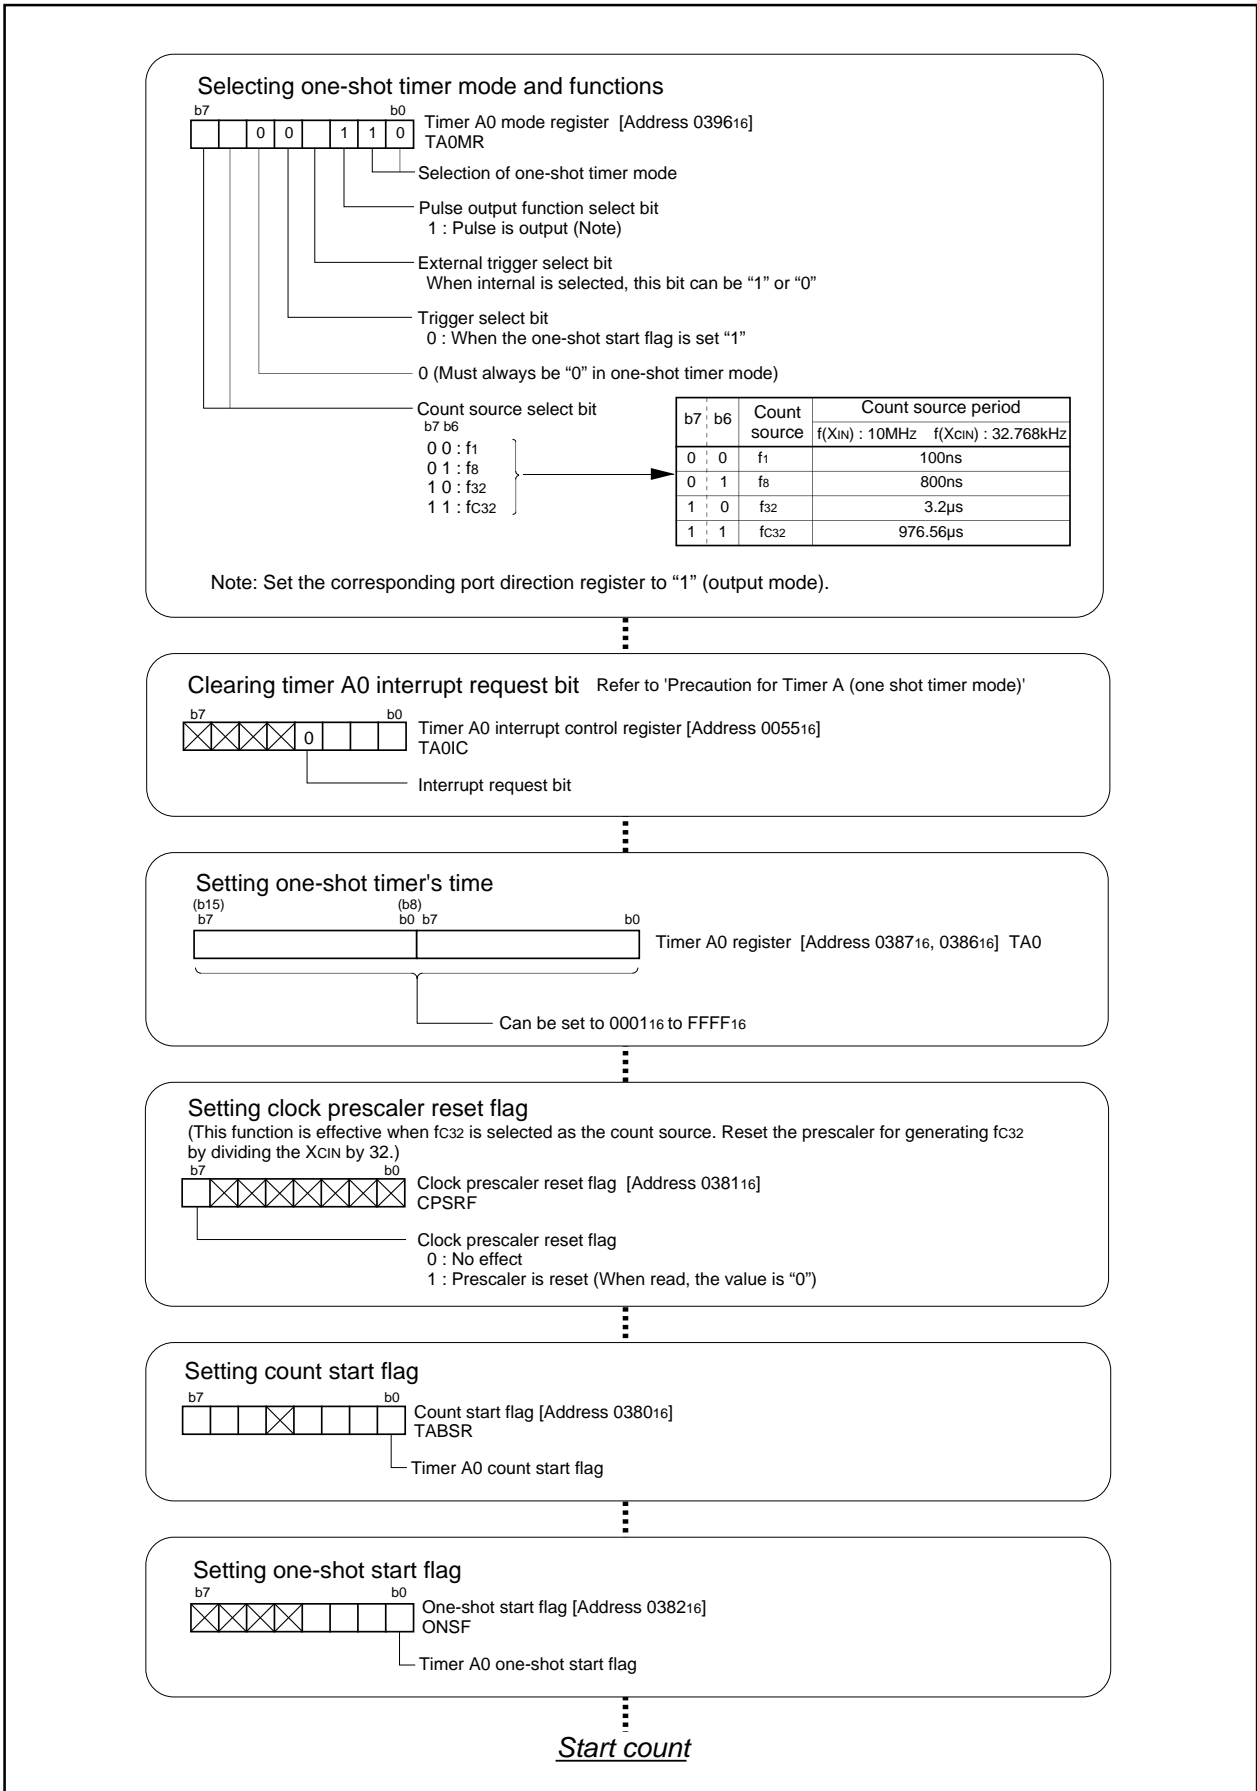 Selecting one-shot timer mode and functions
b7 b0
0 0 1 1 0
Timer A0 mode register [Address 039616]
TA0MR
Selection of one-shot timer mode
Pulse output function select bit
1 : Pulse is output (Note)
External trigger select bit
When internal is selected, this bit can be “1” or “0”
Trigger select bit
0 : When the one-shot start flag is set “1”
0 (Must always be “0” in one-shot timer mode)
Count source select bit
b7 b6
0 0 : f1
0 1 : f8
1 0 : f32
1 1 : fC32
b7 b6 Count source Count source period
f(XIN) : 10MHz f(XCIN) : 32.768kHz
0 0 f1 100ns
0 1 f8 800ns
1 0 f32 3.2µs
1 1 fC32 976.56µs
Note: Set the corresponding port direction register to “1” (output mode).
Clearing timer A0 interrupt request bit Refer to 'Precaution for Timer A (one shot timer mode)'
b7 b0
0
Timer A0 interrupt control register [Address 005516]
TA0IC
Interrupt request bit
Setting one-shot timer's time
(b15) (b8)
b7 b0 b7 b0
Timer A0 register [Address 038716, 038616] TA0
Can be set to 000116 to FFFF16
Setting clock prescaler reset flag
(This function is effective when fC32 is selected as the count source. Reset the prescaler for generating fC32
by dividing the XCIN by 32.)
b7 b0
Clock prescaler reset flag [Address 038116]
CPSRF
Clock prescaler reset flag
0 : No effect
1 : Prescaler is reset (When read, the value is “0”)
Setting count start flag
b7 b0
Count start flag [Address 038016]
TABSR
Timer A0 count start flag
Setting one-shot start flag
b7 b0
One-shot start flag [Address 038216]
ONSF
Timer A0 one-shot start flag
Start count